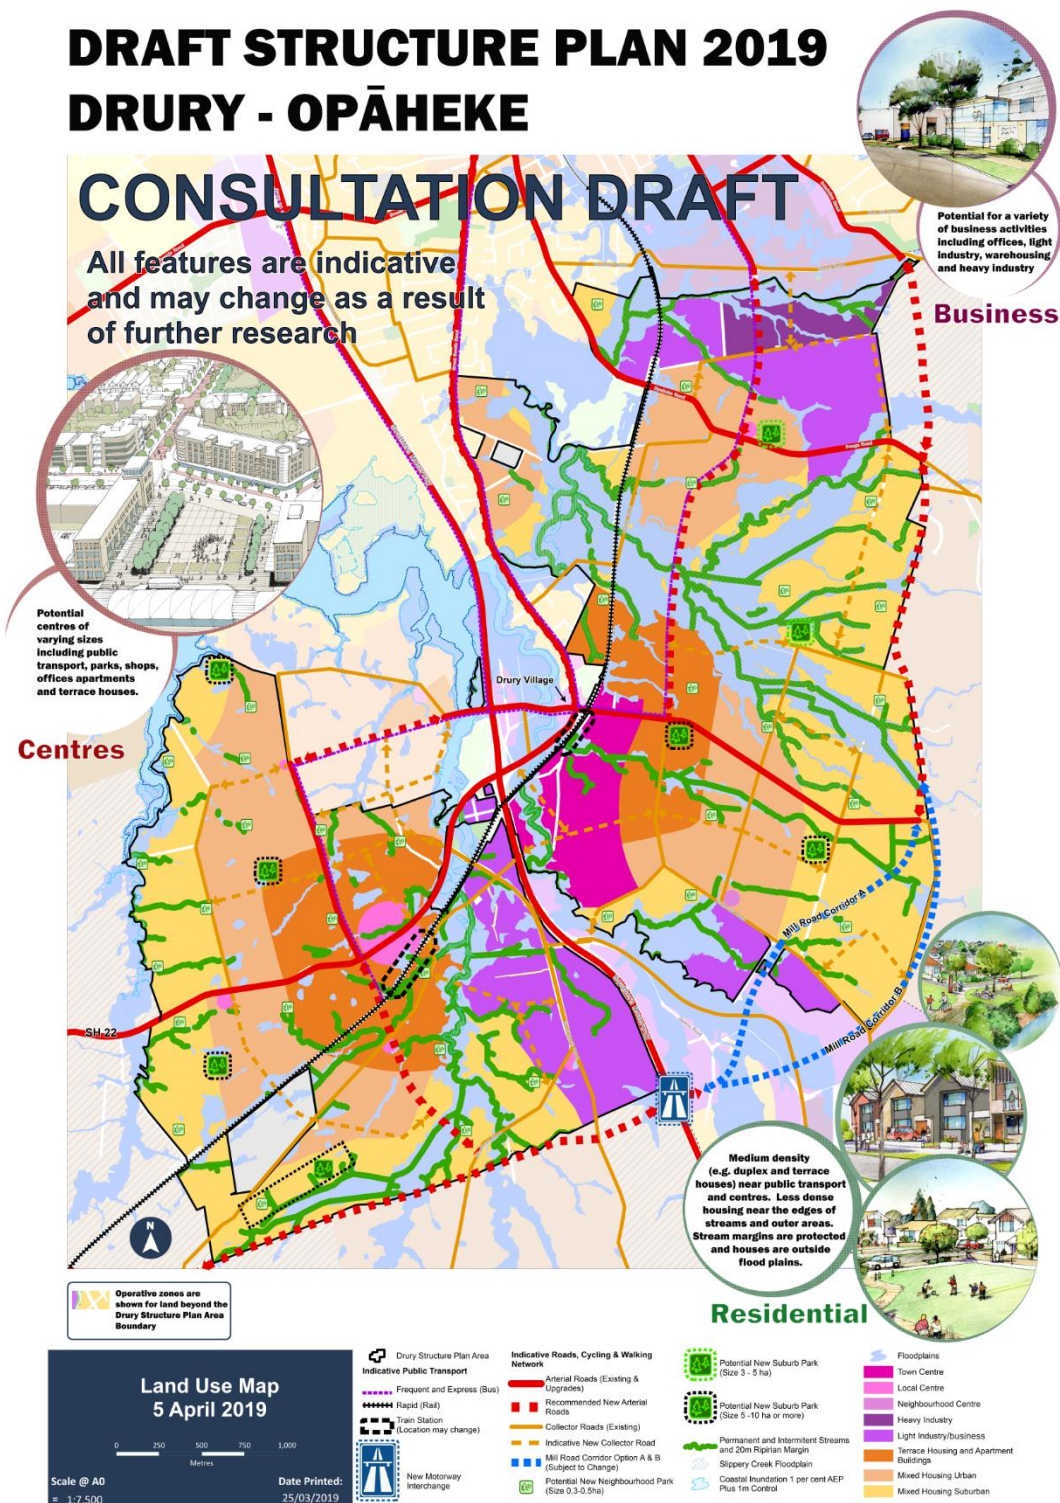 DRAFT STRUCTURE PLAN 2019
DRURY - OPĀHEKE
CONSULTATION DRAFT
All features are indicative
and may change as a result
of further research
Potential for a variety
of business activities
including offices, light
industry, warehousing
and heavy industry
Business
Potential
centres of
varying sizes
including public
transport, parks, shops,
offices apartments
and terrace houses.
Centres
Drury Village
SH 22
Mill Road Corridor A
Mill Road Corridor B
N
Medium density
(e.g. duplex and terrace
houses) near public transport
and centres. Less dense
housing near the edges of
streams and outer areas.
Stream margins are protected
and houses are outside
flood plains.
Residential
Operative zones are
shown for land beyond the
Drury Structure Plan Area
Boundary
Land Use Map
5 April 2019
0 250 500 750 1,000
Metres
Scale @ A0
= 1:7,500
Date Printed:
25/03/2019
Drury Structure Plan Area
Indicative Public Transport
Frequent and Express (Bus)
Rapid (Rail)
Train Station
(Location may change)
New Motorway
Interchange
Indicative Roads, Cycling & Walking
Network
Arterial Roads (Existing &
Upgrades)
Recommended New Arterial
Roads
Collector Roads (Existing)
Indicative New Collector Road
Mill Road Corridor Option A & B
(Subject to Change)
Potential New Neighbourhood Park
(Size 0.3-0.5ha)
Potential New Suburb Park
(Size 3 - 5 ha)
Potential New Suburb Park
(Size 5 -10 ha or more)
Permanent and Intermitent Streams
and 20m Ripirian Margin
Slippery Creek Floodplain
Coastal Inundation 1 per cent AEP
Plus 1m Control
Floodplains
Town Centre
Local Centre
Neighbourhood Centre
Heavy Industry
Light Industry/business
Terrace Housing and Apartment
Buildings
Mixed Housing Urban
Mixed Housing Suburban